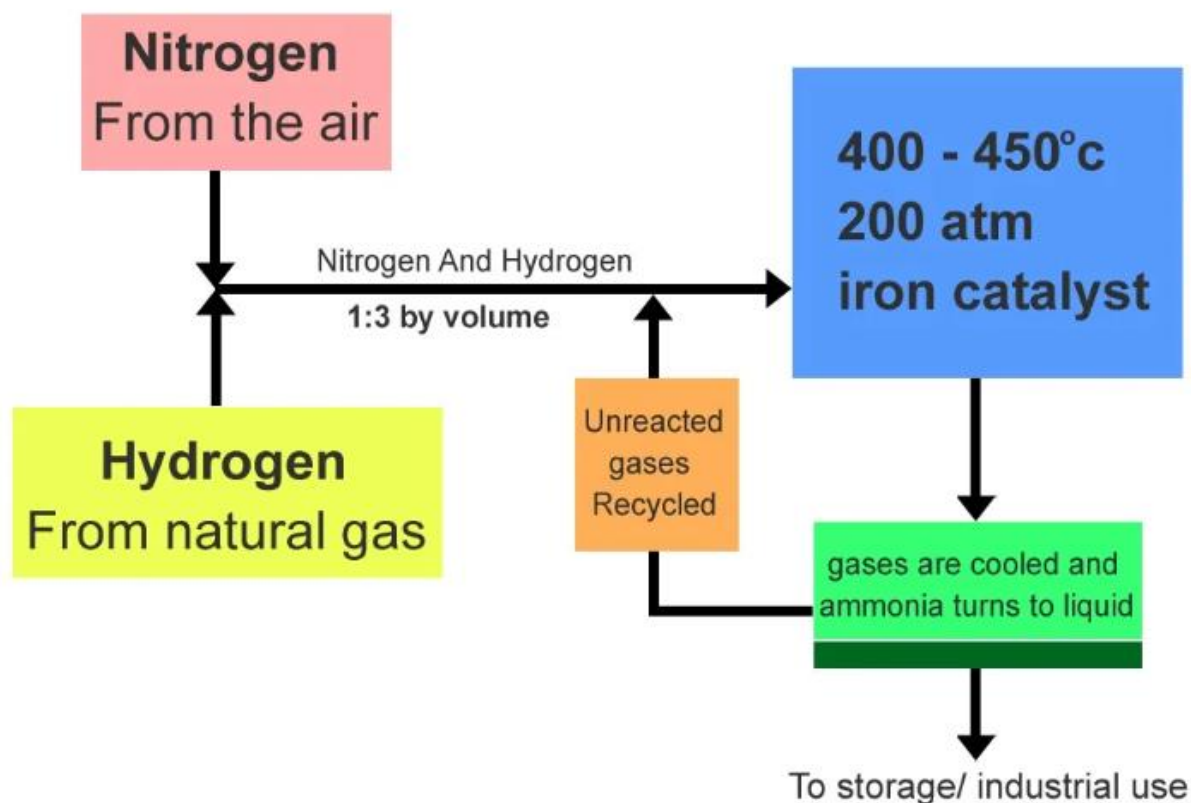 Nitrogen
From the air
400 - 450°c
200 atm
iron catalyst
Nitrogen And Hydrogen
1:3 by volume
Hydrogen
From natural gas
Unreacted
gases
Recycled
gases are cooled and
ammonia turns to liquid
To storage/ industrial use